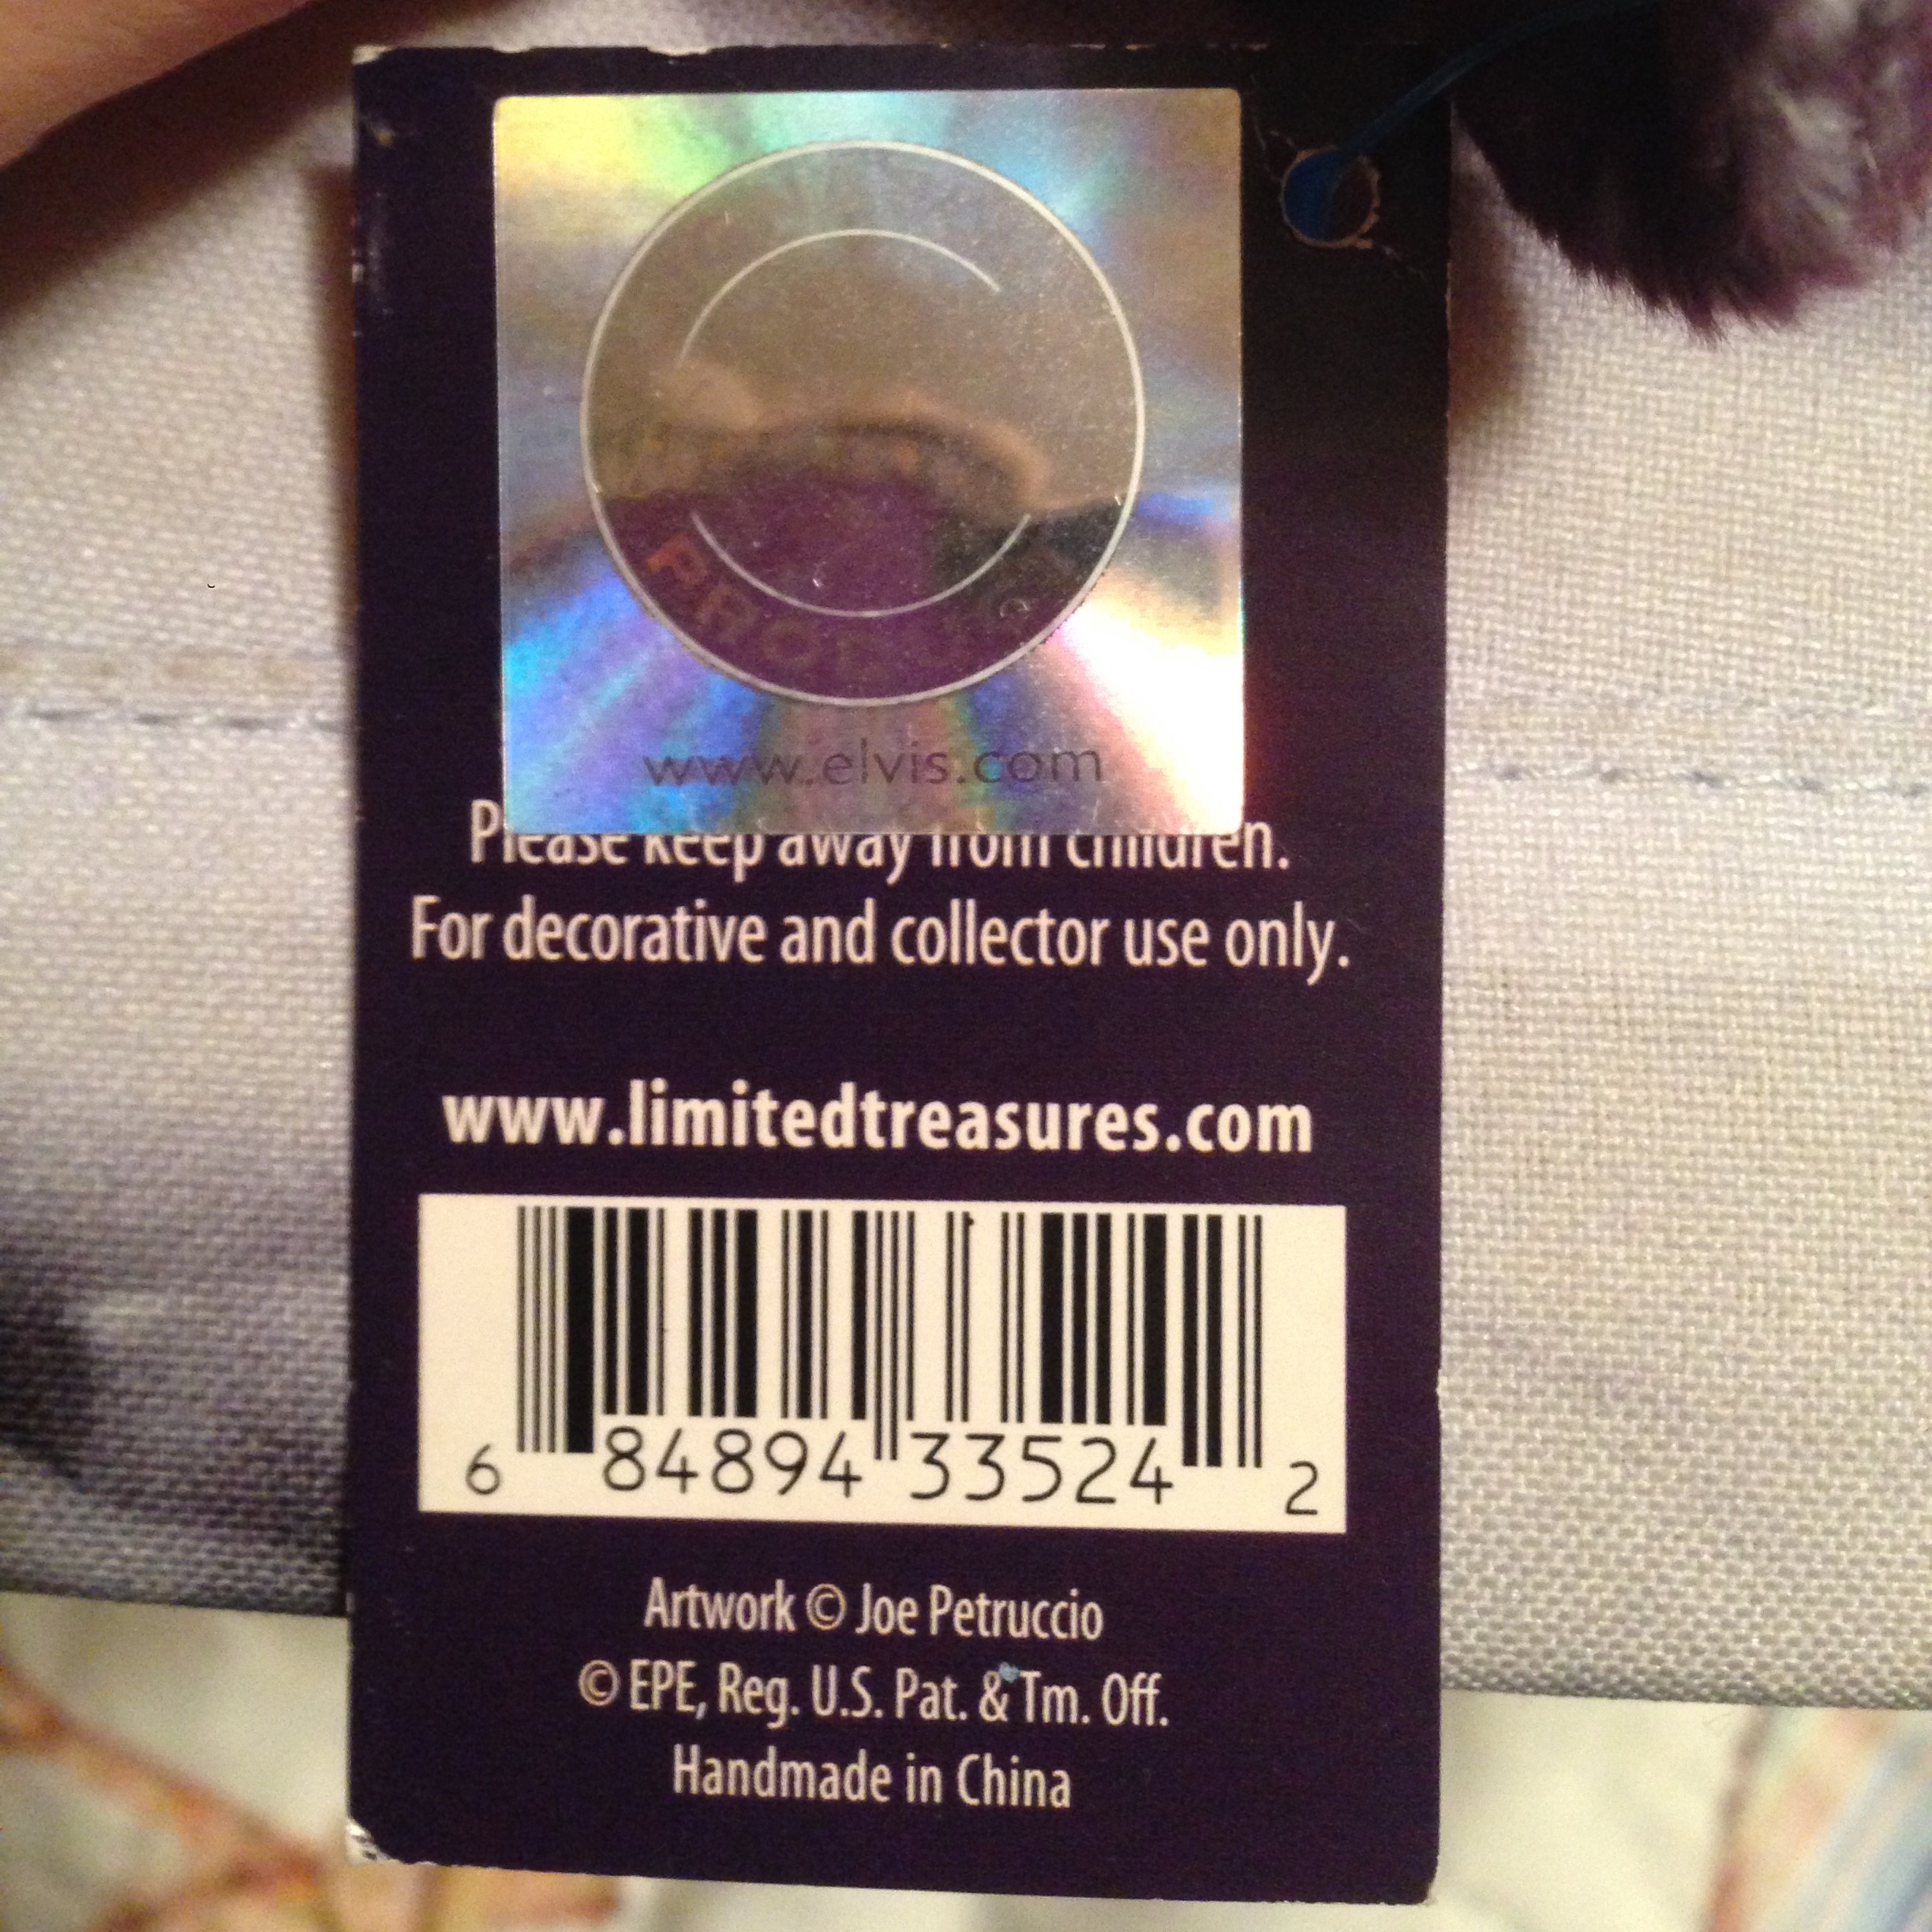 PRODUC
www.elvis.com
Please keep away from children.
For decorative and collector use only.
www.limitedtreasures.com
6 84894 33524 2
Artwork © Joe Petruccio
© EPE, Reg. U.S. Pat. & Tm. Off.
Handmade in China